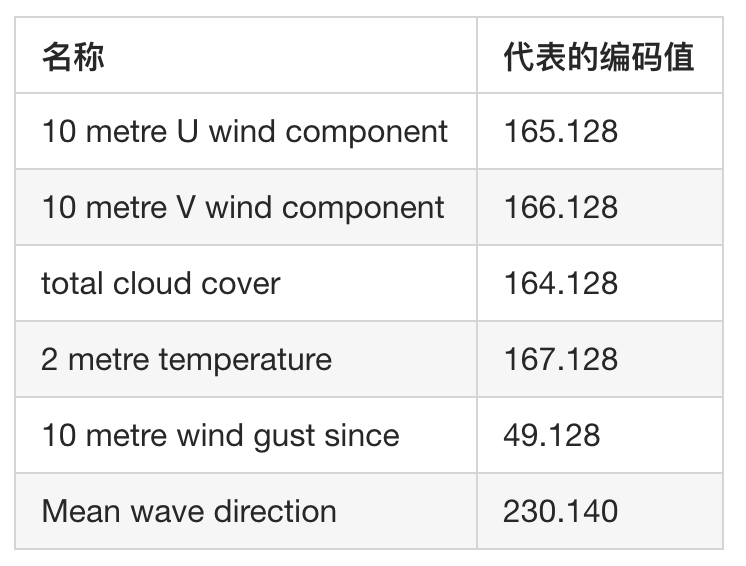 名称 代表的编码值
10 metre U wind component 165.128
10 metre V wind component 166.128
total cloud cover 164.128
2 metre temperature 167.128
10 metre wind gust since 49.128
Mean wave direction 230.140